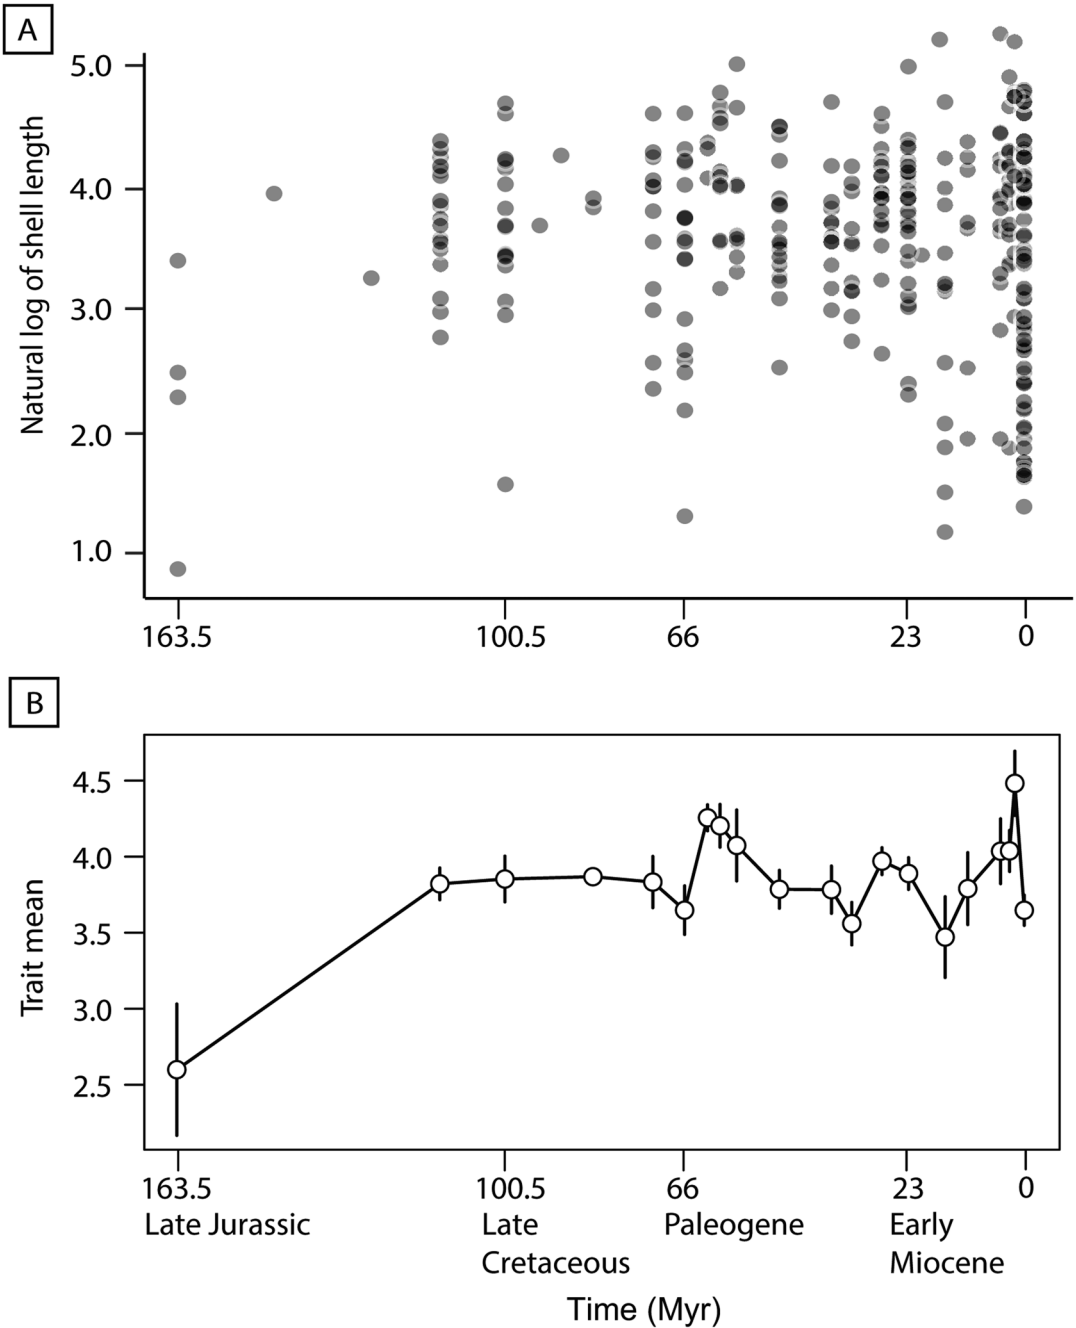 A
Natural log of shell length
5.0
4.0
3.0
2.0
1.0
163.5 100.5 66 23 0
B
Trait mean
4.5
4.0
3.5
3.0
2.5
163.5 100.5 66 23 0
Late Jurassic Late Paleogene Early
Cretaceous Miocene
Time (Myr)